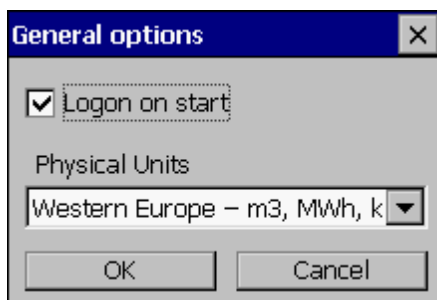 General options
Logon on start
Physical Units
Western Europe – m3, MWh, k
OK
Cancel